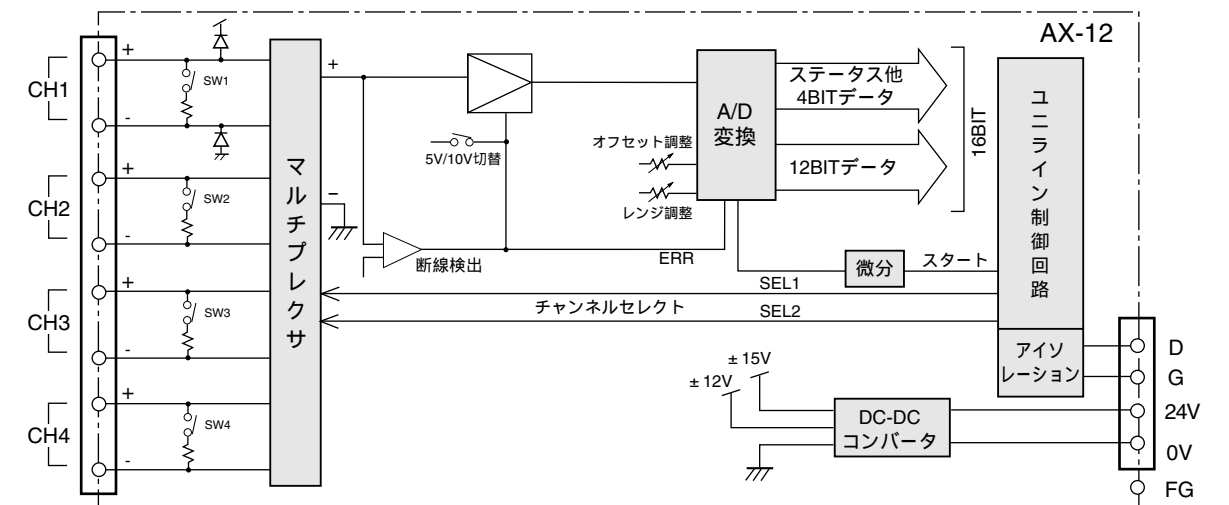 AX-12
CH1
+
-
SW1
CH2
+
-
SW2
CH3
+
-
SW3
CH4
+
-
SW4
マルチプレクサ
+
−
5V/10V切替
断線検出
オフセット調整
レンジ調整
A/D
変換
ステータス他
4BITデータ
12BITデータ
16BIT
ERR
微分
スタート
SEL1
チャンネルセレクト
SEL2
ユニライン制御回路
アイソ
レーション
± 15V
± 12V
DC-DC
コンバータ
D
G
24V
0V
FG